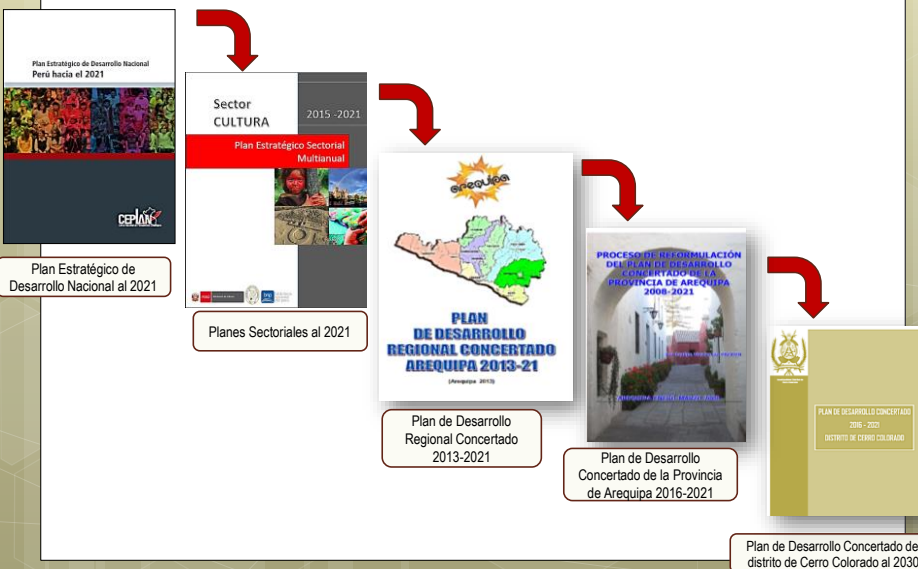 Plan Estratégico de Desarrollo Nacional
Perú hacia el 2021
CEPLAN
Plan Estratégico de
Desarrollo Nacional al 2021
Sector
CULTURA
2015 -2021
Plan Estratégico Sectorial
Multianual
Planes Sectoriales al 2021
arequipa
PLAN
DE DESARROLLO
REGIONAL CONCERTADO
AREQUIPA 2013-21
(Arequipa 2013)
Plan de Desarrollo
Regional Concertado
2013-2021
PROCESO DE REFORMULACIÓN
DEL PLAN DE DESARROLLO
CONCERTADO DE LA
PROVINCIA DE AREQUIPA
2008-2021
Plan de Desarrollo
Concertado de la Provincia
de Arequipa 2016-2021
PLAN DE DESARROLLO CONCERTADO
2016 - 2021
DISTRITO DE CERRO COLORADO
Plan de Desarrollo Concertado de
distrito de Cerro Colorado al 2030